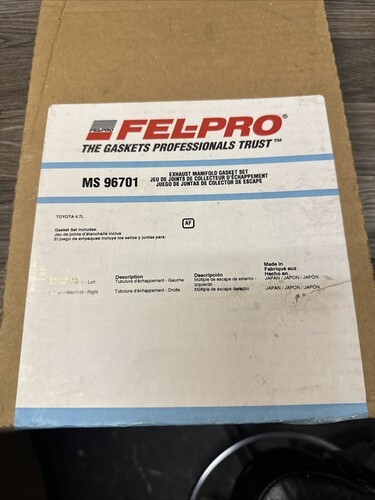 FEL-PRO
FEL-PRO®
THE GASKETS PROFESSIONALS TRUST™
MS 96701
EXHAUST MANIFOLD GASKET SET
JEU DE JOINTS DE COLLECTEUR D'ÉCHAPPEMENT
JUEGO DE JUNTAS DE COLECTOR DE ESCAPE
TOYOTA 4.7L
AF
Gasket Set Includes:
Jeu de joints d'étanchéité inclus
El juego de empaques incluye los sellos y juntas para:
Description
Descripción
Made in
Fabriqué aux
Hecho en
- Left
Tubulure d'échappement - Gauche
Múltiple de escape de externo -
izquierdo
JAPAN / JAPON / JAPÓN
Manifold - Right
Tubulure d'échappement - Droite
Múltiple de escape derecho
JAPAN / JAPON / JAPÓN